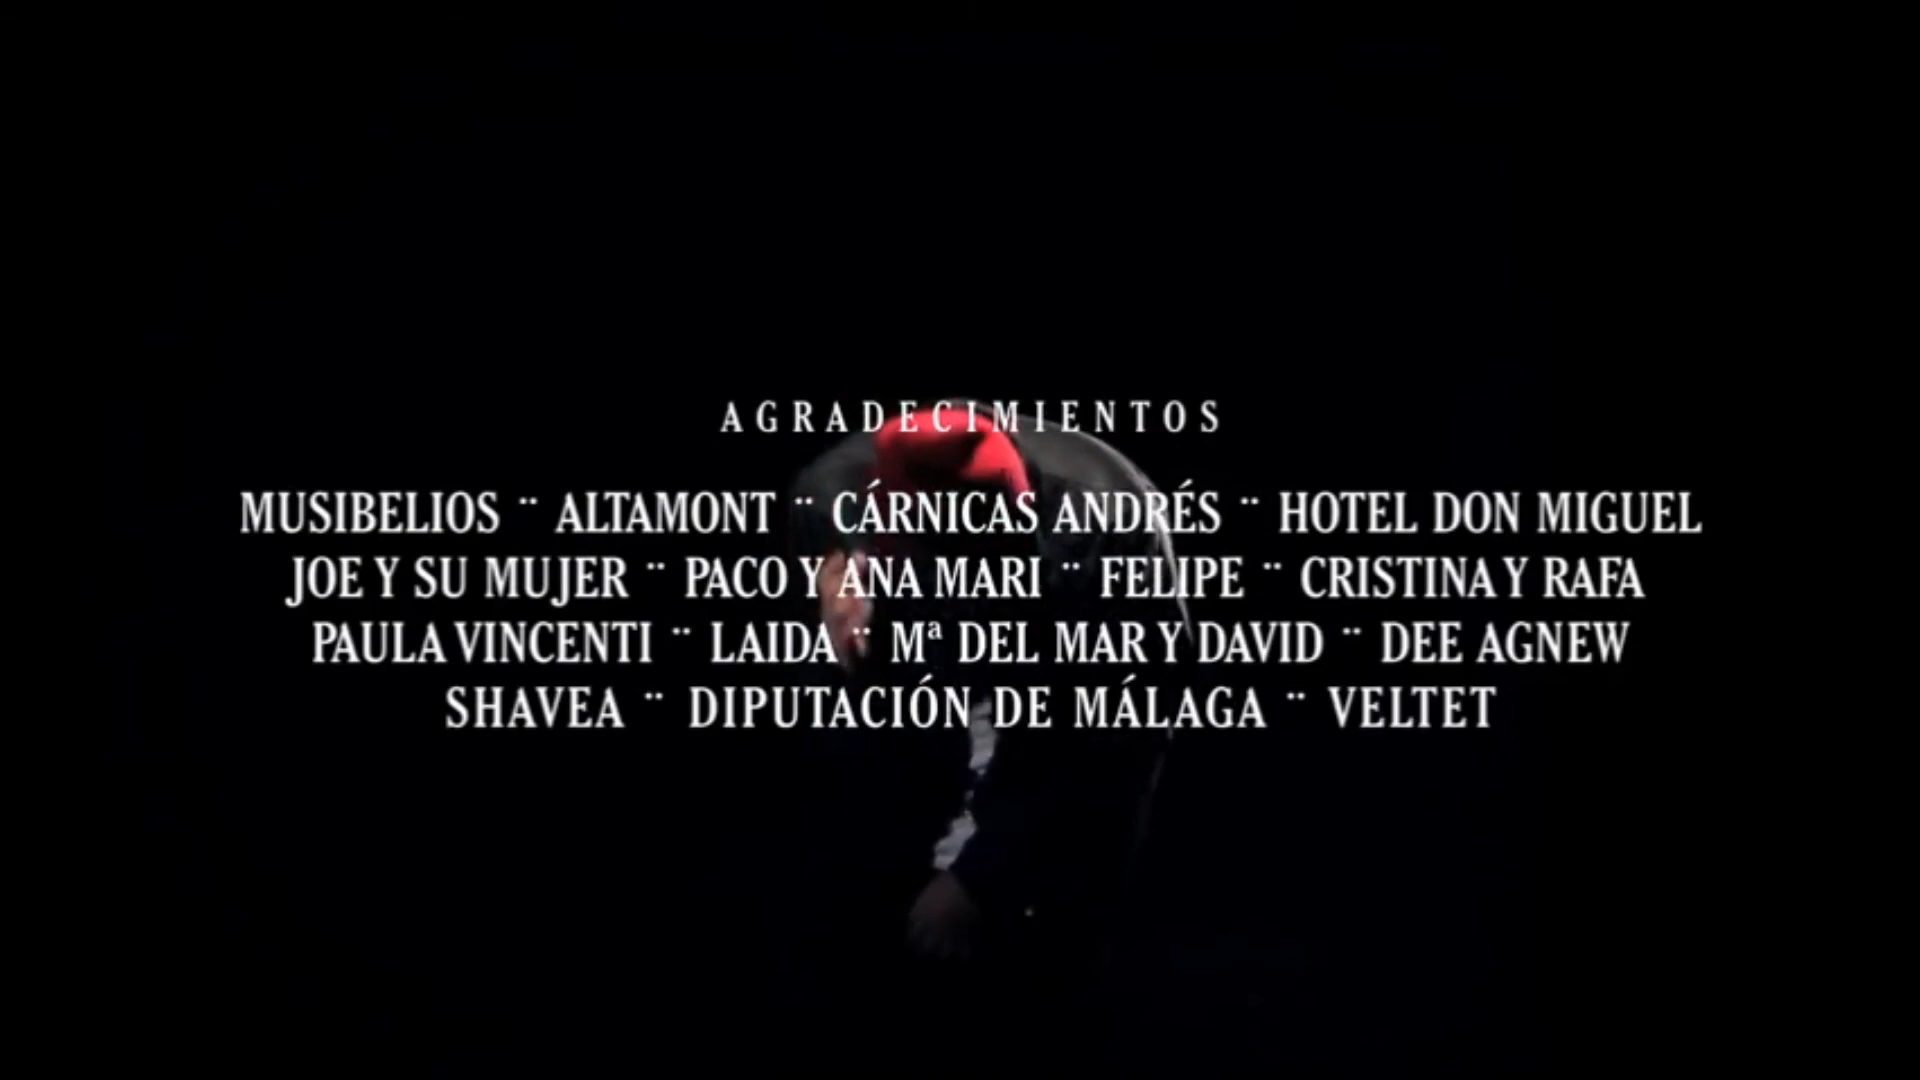 AGRADECIMIENTOS
MUSIBELIOS ¨ ALTAMONT ¨ CÁRNICAS ANDRÉS ¨ HOTEL DON MIGUEL
JOE Y SU MUJER ¨ PACO Y ANA MARI ¨ FELIPE ¨ CRISTINA Y RAFA
PAULA VINCENTI ¨ LAIDA ¨ Mª DEL MAR Y DAVID ¨ DEE AGNEW
SHAVEA ¨ DIPUTACIÓN DE MÁLAGA ¨ VELTET